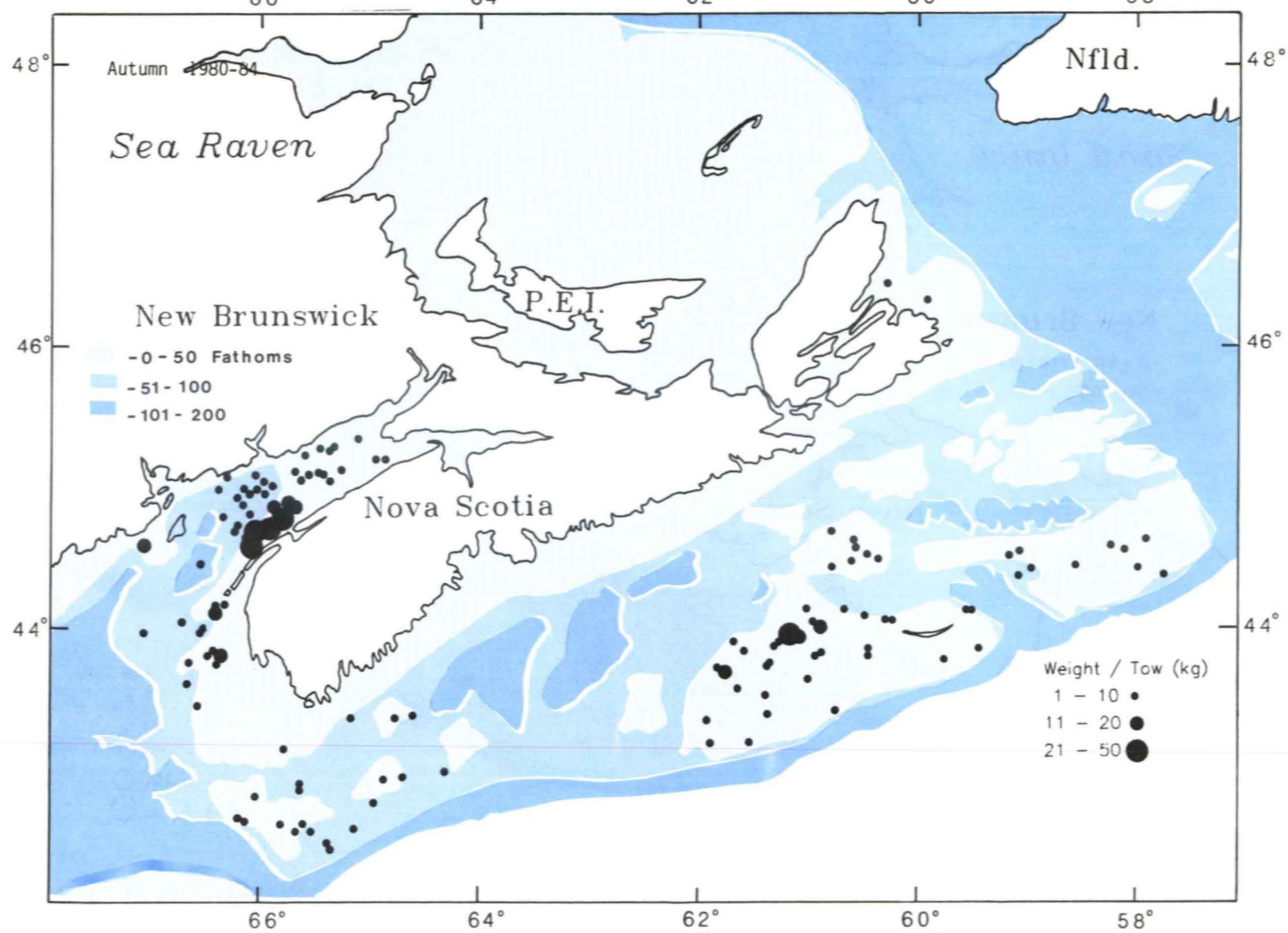 48° 48°
Autumn 1980-84
Nfld.
Sea Raven
P.E.I.
New Brunswick
46° 46°
-0-50 Fathoms
-51-100
-101-200
Nova Scotia
44° 44°
Weight / Tow (kg)
1 - 10
11 - 20
21 - 50
66° 64° 62° 60° 58°